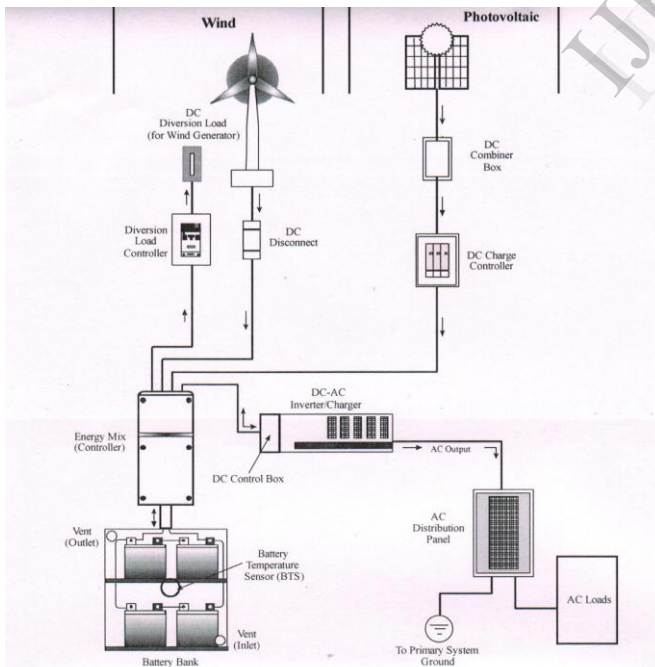 Wind
Photovoltaic
DC
Diversion Load
(for Wind Generator)
DC
Combiner
Box
Diversion
Load
Controller
DC
Disconnect
DC Charge
Controller
DC-AC
Inverter/Charger
Energy Mix
(Controller)
AC Output
DC Control Box
AC
Distribution
Panel
Vent
(Outlet)
Battery
Temperature
Sensor (BTS)
AC Loads
Vent
(Inlet)
To Primary System
Ground
Battery Bank